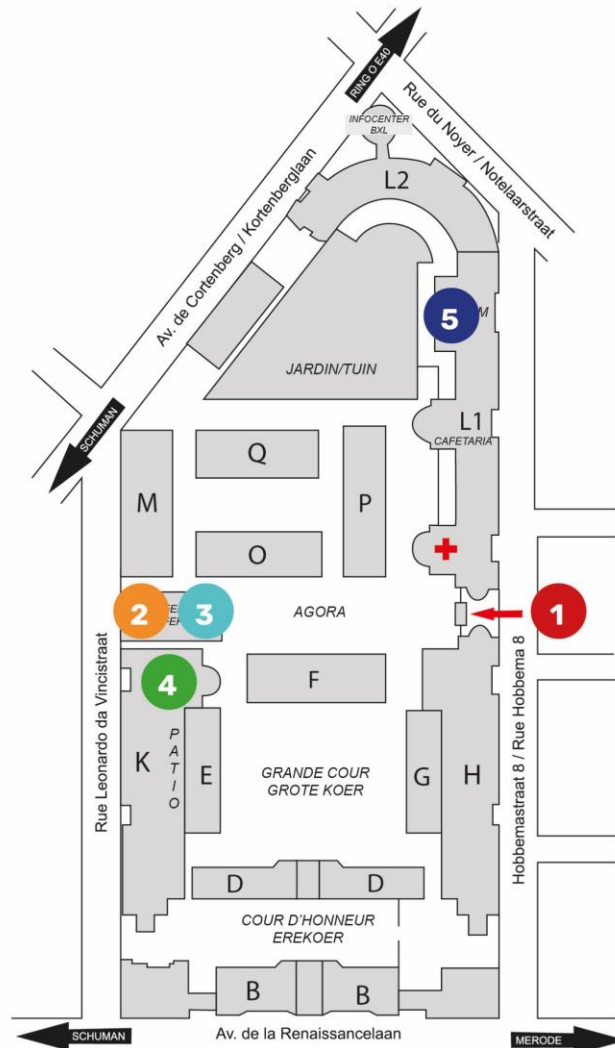 RING O E40
Rue du Noyer / Notelaarstraat
INFOCENTER
BXL
L2
Av. de Cortenberg / Kortenberglaan
5
M
JARDIN/TUIN
SCHUMAN
L1
CAFETARIA
Q
M
P
O
2
3
AGORA
1
4
F
K
PATIO
E
GRANDE COUR
GROTE KOER
G
H
Rue Leonardo da Vincistraat
Hobbemastraat 8 / Rue Hobbema 8
D
D
COUR D'HONNEUR
EREKOER
B
B
SCHUMAN
Av. de la Renaissancelaan
MERODE